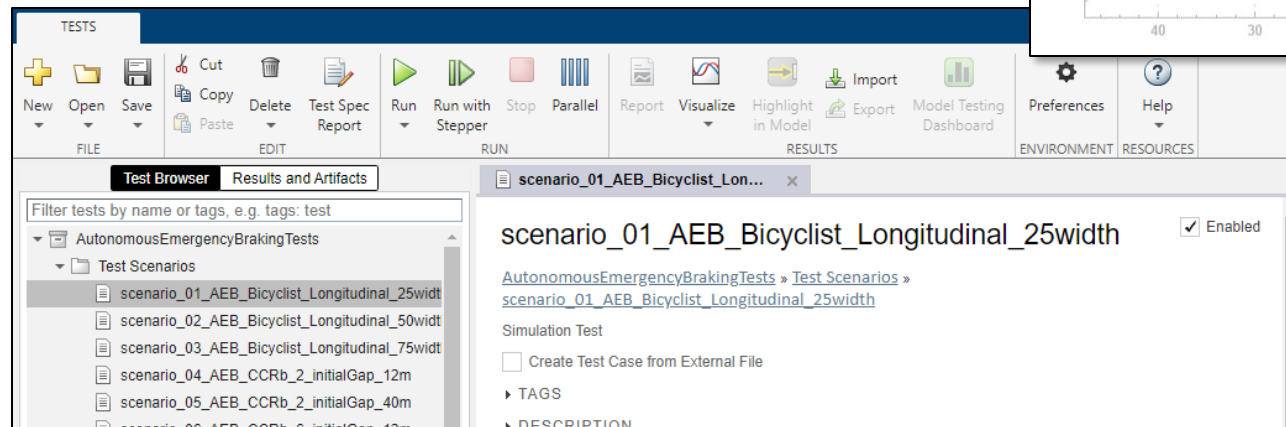 40 30
TESTS
New Open Save
FILE
Cut
Copy
Paste
Delete
Test Spec
Report
EDIT
Run
Run with
Stepper
Stop
Parallel
RUN
Report
Visualize
Highlight
in Model
Import
Export
Model Testing
Dashboard
RESULTS
Preferences
ENVIRONMENT
?
Help
RESOURCES
Test Browser Results and Artifacts
Filter tests by name or tags, e.g. tags: test
AutonomousEmergencyBrakingTests
Test Scenarios
scenario_01_AEB_Bicyclist_Longitudinal_25widt
scenario_02_AEB_Bicyclist_Longitudinal_50widt
scenario_03_AEB_Bicyclist_Longitudinal_75widt
scenario_04_AEB_CCRb_2_initialGap_12m
scenario_05_AEB_CCRb_2_initialGap_40m
scenario_01_AEB_Bicyclist_Lon... ×
scenario_01_AEB_Bicyclist_Longitudinal_25width
Enabled
AutonomousEmergencyBrakingTests » Test Scenarios »
scenario_01_AEB_Bicyclist_Longitudinal_25width
Simulation Test
Create Test Case from External File
TAGS
DESCRIPTION